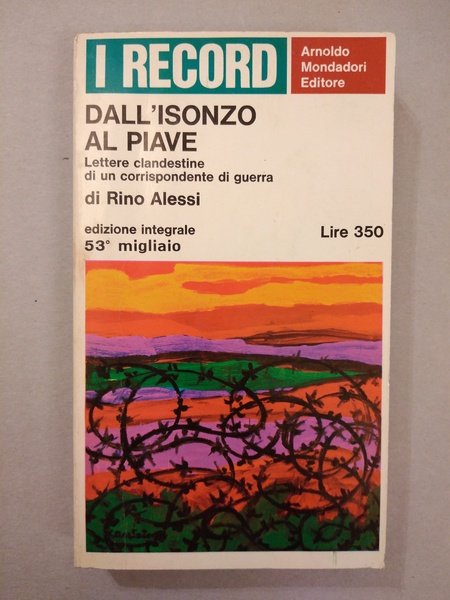 I RECORD
Arnoldo
Mondadori
Editore
DALL'ISONZO
AL PIAVE
Lettere clandestine
di un corrispondente di guerra
di Rino Alessi
edizione integrale
53° migliaio
Lire 350